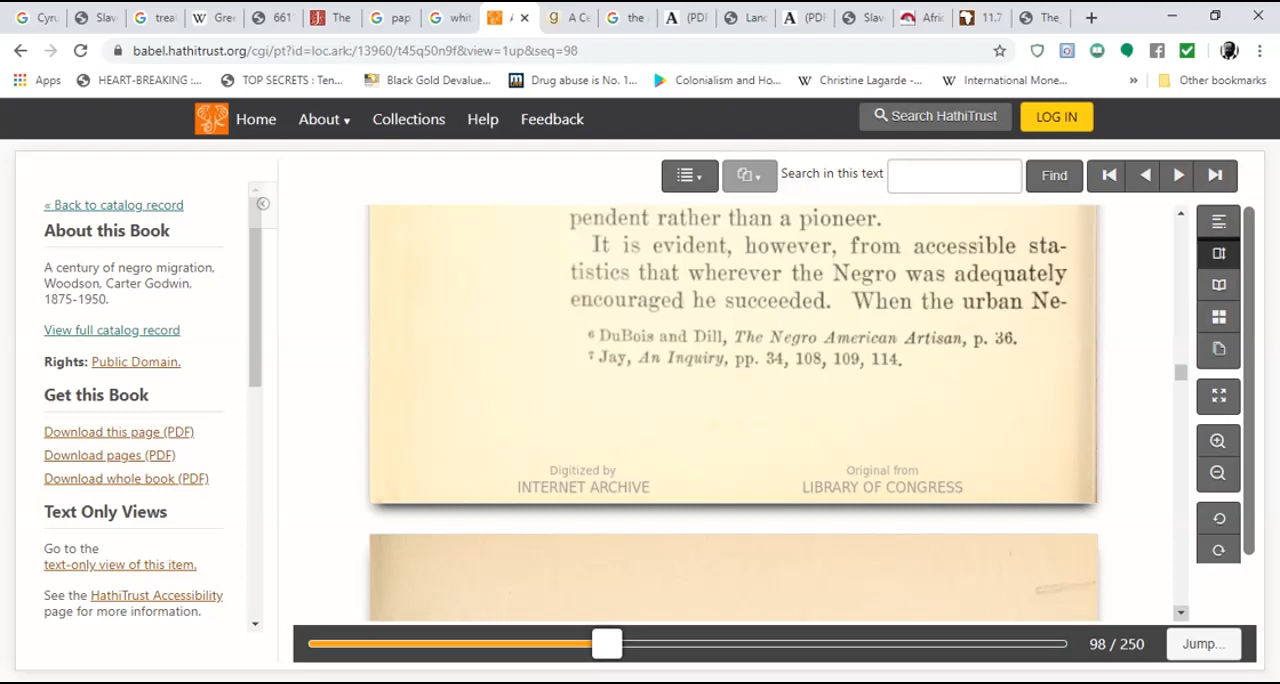 Cyru
Slav
treat
Gree
661
The
pap
whit
A C
the
(PD
Lanc
(PD
Slav
Afric
11.7
The_
babel.hathitrust.org/cgi/pt?id=loc.ark:/13960/t45q50n9f&view=1up&seq=98
Apps
HEART-BREAKING :...
TOP SECRETS : Ten...
Black Gold Devalue...
Drug abuse is No. 1...
Colonialism and Ho...
Christine Lagarde -...
International Mone...
»
Other bookmarks
Home
About
Collections
Help
Feedback
Search HathiTrust
LOG IN
« Back to catalog record
About this Book
A century of negro migration,
Woodson, Carter Godwin,
1875-1950.
View full catalog record
Rights: Public Domain.
Get this Book
Download this page (PDF)
Download pages (PDF)
Download whole book (PDF)
Text Only Views
Go to the
text-only view of this item.
See the HathiTrust Accessibility
page for more information.
Search in this text
Find
pendent rather than a pioneer.
It is evident, however, from accessible sta-
tistics that wherever the Negro was adequately
encouraged he succeeded. When the urban Ne-
6 DuBois and Dill, The Negro American Artisan, p. 36.
7 Jay, An Inquiry, pp. 34, 108, 109, 114.
Digitized by
INTERNET ARCHIVE
Original from
LIBRARY OF CONGRESS
98 / 250
Jump...